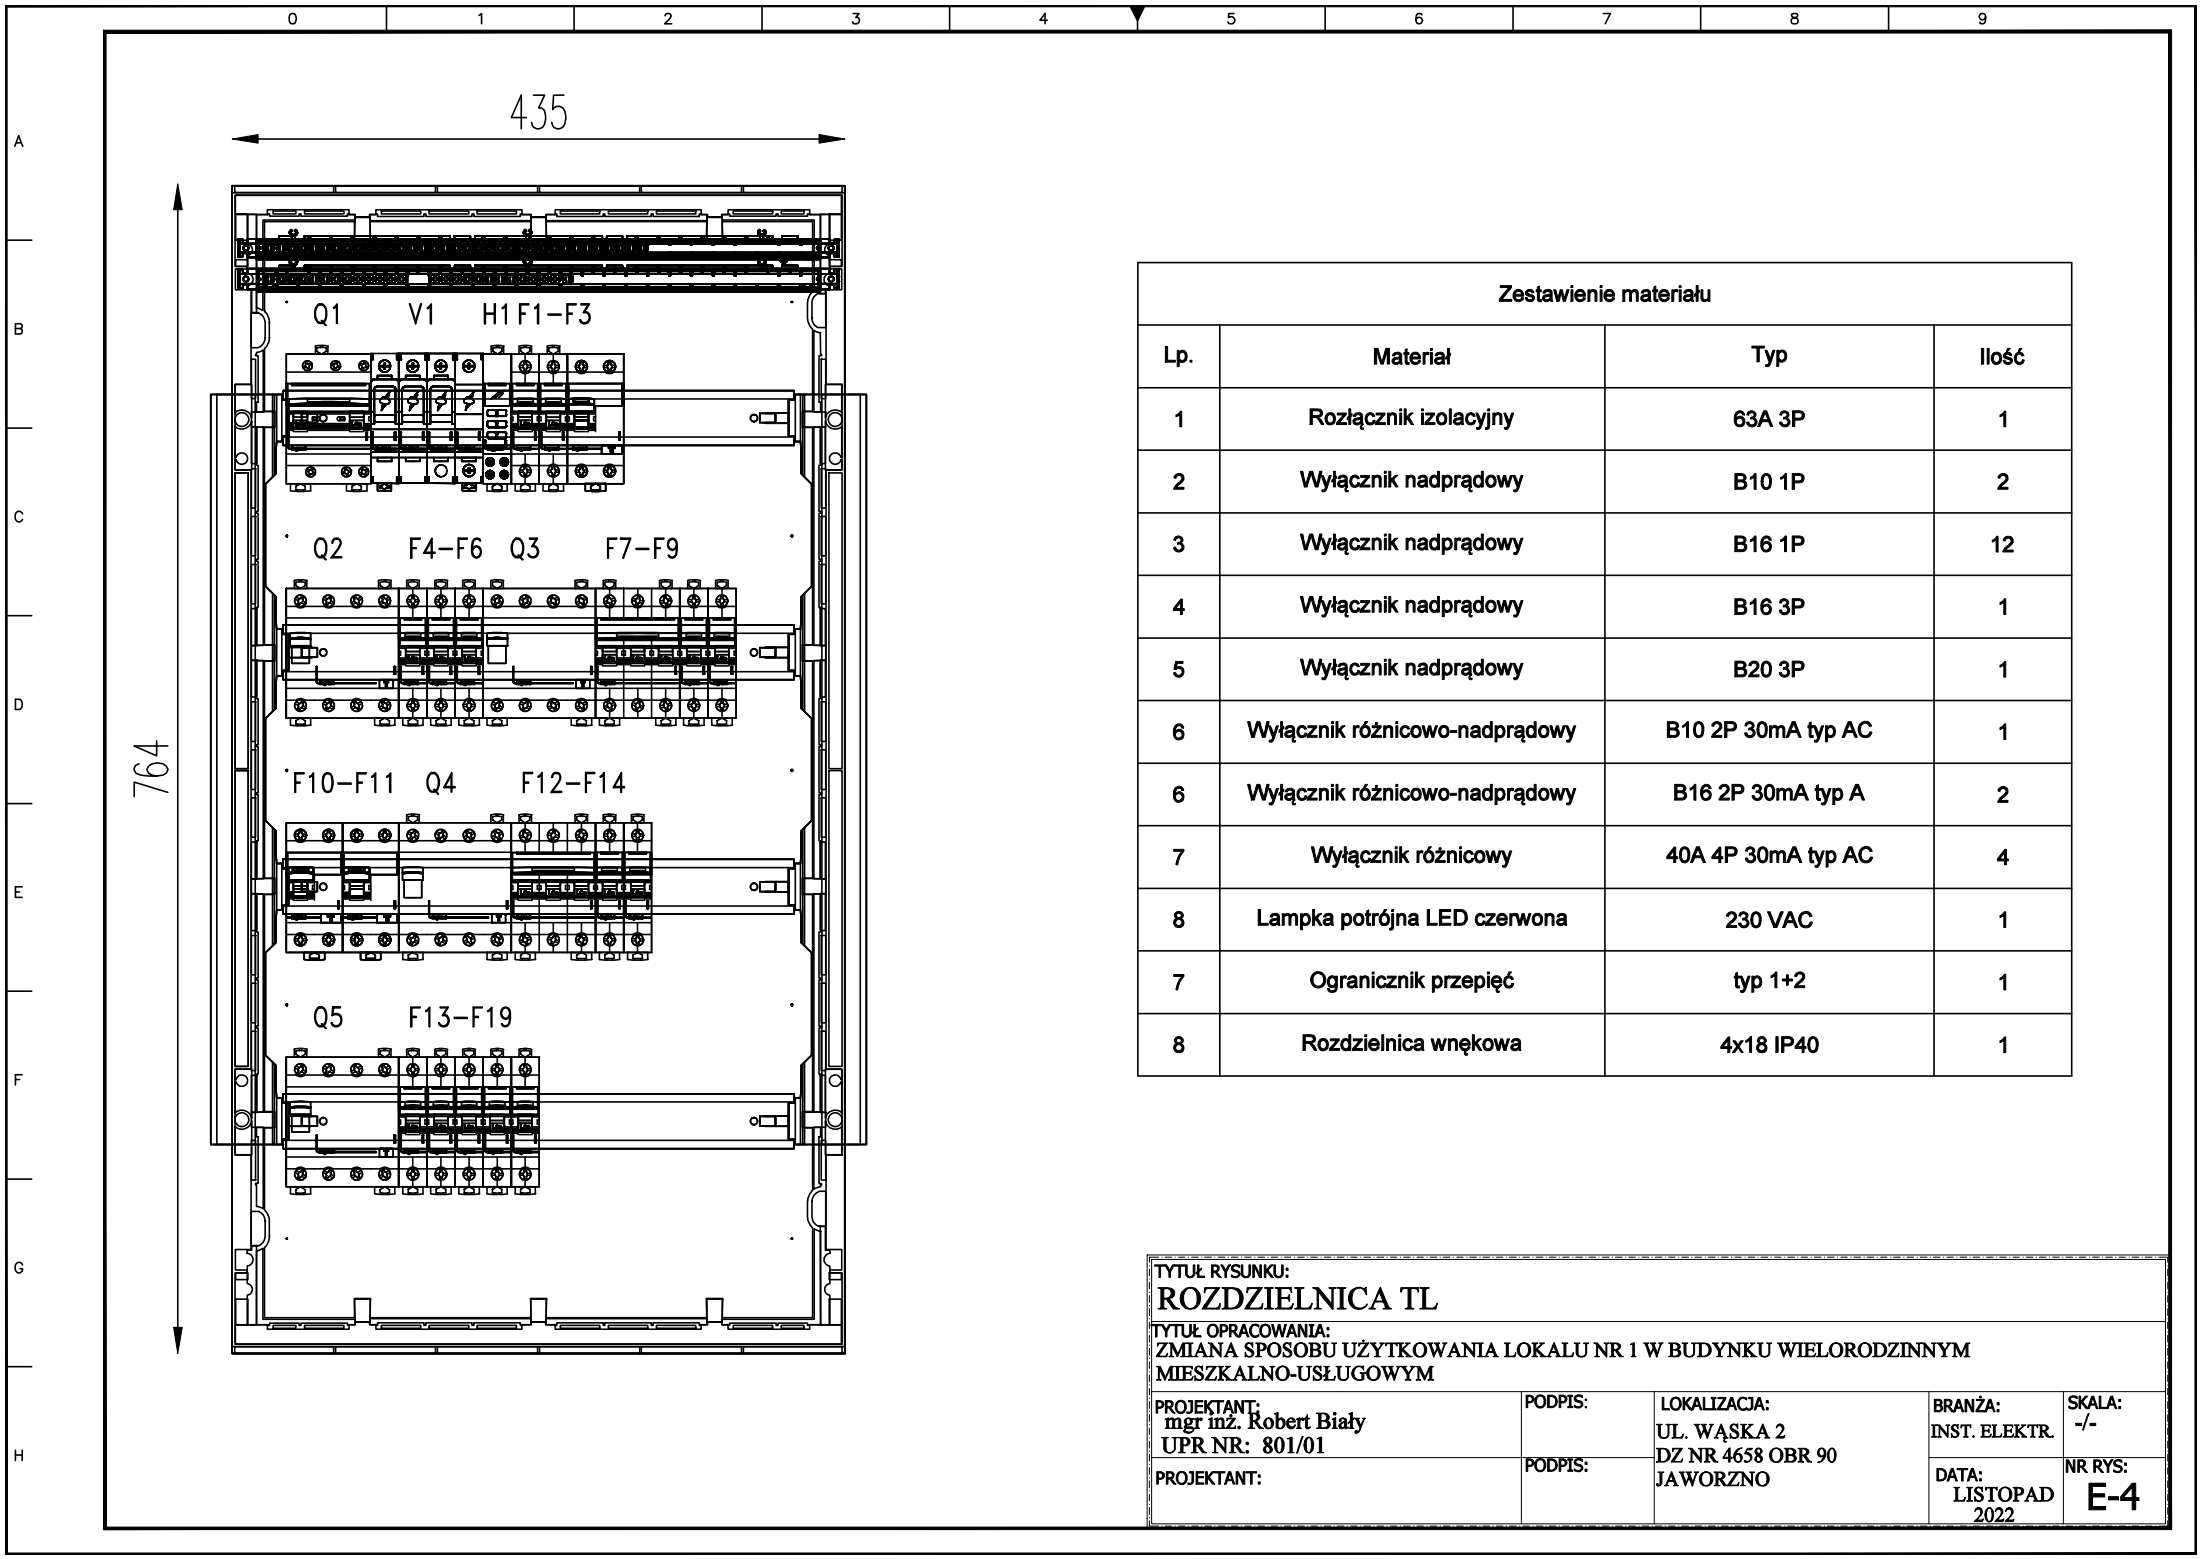 0 1 2 3 4 5 6 7 8 9
A
B
C
D
E
F
G
H
435
764
Q1 V1 H1 F1-F3
Q2 F4-F6 Q3 F7-F9
F10-F11 Q4 F12-F14
Q5 F13-F19
Zestawienie materiału
Lp. Materiał Typ Ilość
1 Rozłącznik izolacyjny 63A 3P 1
2 Wyłącznik nadprądowy B10 1P 2
3 Wyłącznik nadprądowy B16 1P 12
4 Wyłącznik nadprądowy B16 3P 1
5 Wyłącznik nadprądowy B20 3P 1
6 Wyłącznik różnicowo-nadprądowy B10 2P 30mA typ AC 1
6 Wyłącznik różnicowo-nadprądowy B16 2P 30mA typ A 2
7 Wyłącznik różnicowy 40A 4P 30mA typ AC 4
8 Lampka potrójna LED czerwona 230 VAC 1
7 Ogranicznik przepięć typ 1+2 1
8 Rozdzielnica wnękowa 4x18 IP40 1
TYTUŁ RYSUNKU:
ROZDZIELNICA TL
TYTUŁ OPRACOWANIA:
ZMIANA SPOSOBU UŻYTKOWANIA LOKALU NR 1 W BUDYNKU WIELORODZINNYM
MIESZKALNO-USŁUGOWYM
PROJEKTANT:
mgr inż. Robert Biały
UPR NR: 801/01
PODPIS:
LOKALIZACJA:
UL. WĄSKA 2
DZ NR 4658 OBR 90
JAWORZNO
BRANŻA:
INST. ELEKTR.
SKALA:
-/-
PROJEKTANT:
PODPIS:
DATA:
LISTOPAD
2022
NR RYS:
E-4